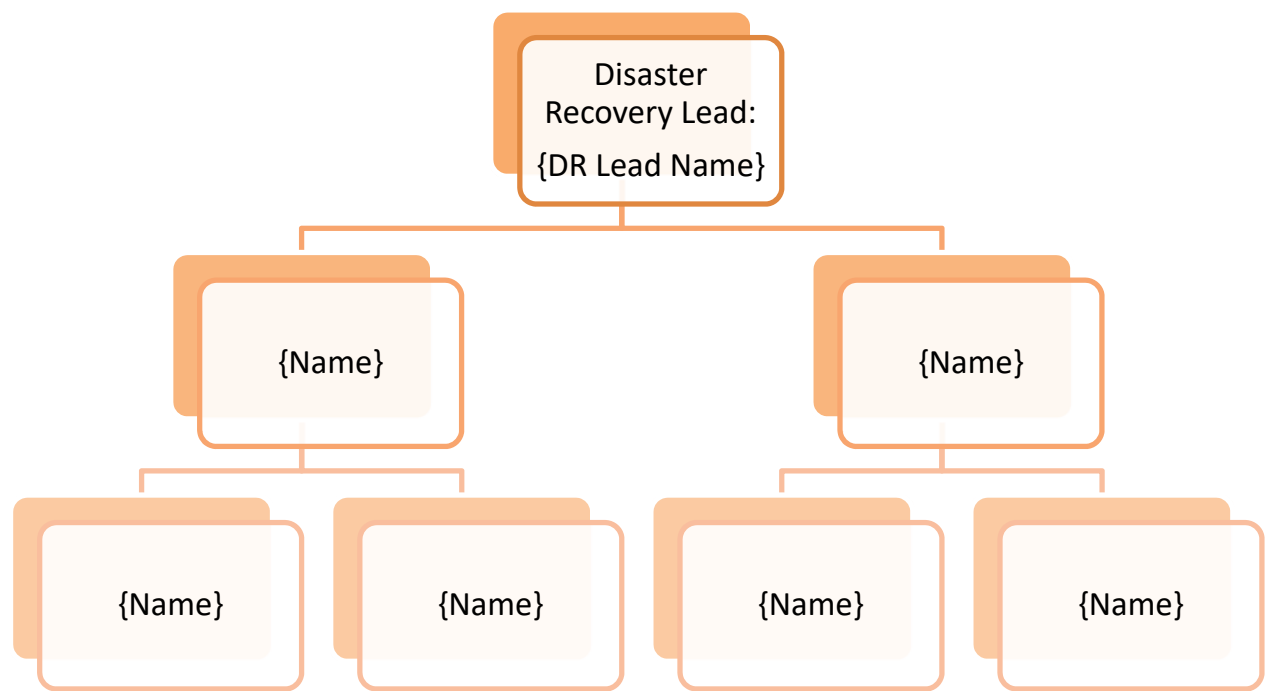 Disaster
Recovery Lead:
{DR Lead Name}
{Name}
{Name}
{Name}
{Name}
{Name}
{Name}